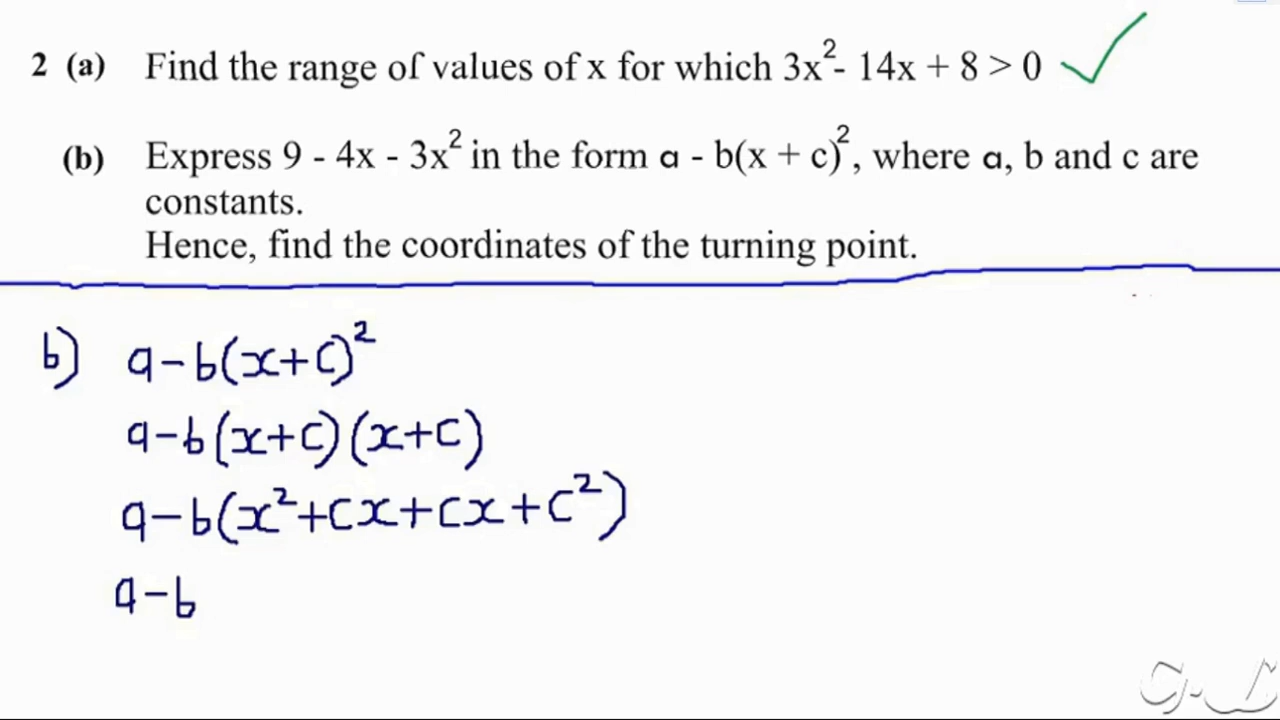 2 (a) Find the range of values of x for which 3x² - 14x + 8 > 0
(b) Express 9 - 4x - 3x² in the form a - b(x + c)², where a, b and c are
constants.
Hence, find the coordinates of the turning point.
b) a-b(x+c)²
a-b(x+c)(x+c)
a-b(x²+cx+cx+c²)
a-b